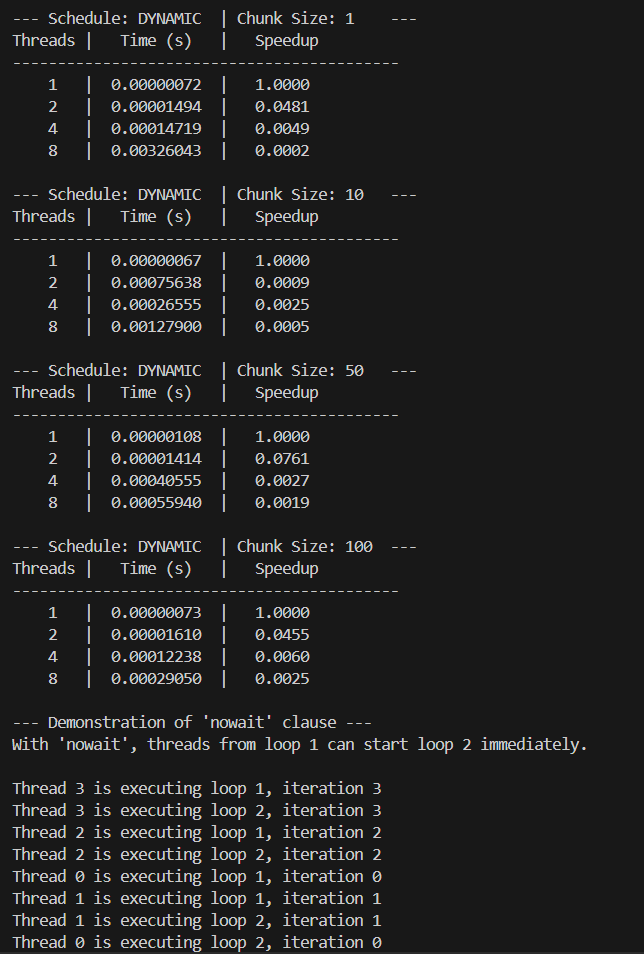 --- Schedule: DYNAMIC  | Chunk Size: 1    ---
Threads |   Time (s)   |   Speedup
-------------------------------------------
    1   |  0.00000072  |   1.0000
    2   |  0.00001494  |   0.0481
    4   |  0.00014719  |   0.0049
    8   |  0.00326043  |   0.0002

--- Schedule: DYNAMIC  | Chunk Size: 10   ---
Threads |   Time (s)   |   Speedup
-------------------------------------------
    1   |  0.00000067  |   1.0000
    2   |  0.00075638  |   0.0009
    4   |  0.00026555  |   0.0025
    8   |  0.00127900  |   0.0005

--- Schedule: DYNAMIC  | Chunk Size: 50   ---
Threads |   Time (s)   |   Speedup
-------------------------------------------
    1   |  0.00000108  |   1.0000
    2   |  0.00001414  |   0.0761
    4   |  0.00040555  |   0.0027
    8   |  0.00055940  |   0.0019

--- Schedule: DYNAMIC  | Chunk Size: 100  ---
Threads |   Time (s)   |   Speedup
-------------------------------------------
    1   |  0.00000073  |   1.0000
    2   |  0.00001610  |   0.0455
    4   |  0.00012238  |   0.0060
    8   |  0.00029050  |   0.0025

--- Demonstration of 'nowait' clause ---
With 'nowait', threads from loop 1 can start loop 2 immediately.

Thread 3 is executing loop 1, iteration 3
Thread 3 is executing loop 2, iteration 3
Thread 2 is executing loop 1, iteration 2
Thread 2 is executing loop 2, iteration 2
Thread 0 is executing loop 1, iteration 0
Thread 1 is executing loop 1, iteration 1
Thread 1 is executing loop 2, iteration 1
Thread 0 is executing loop 2, iteration 0